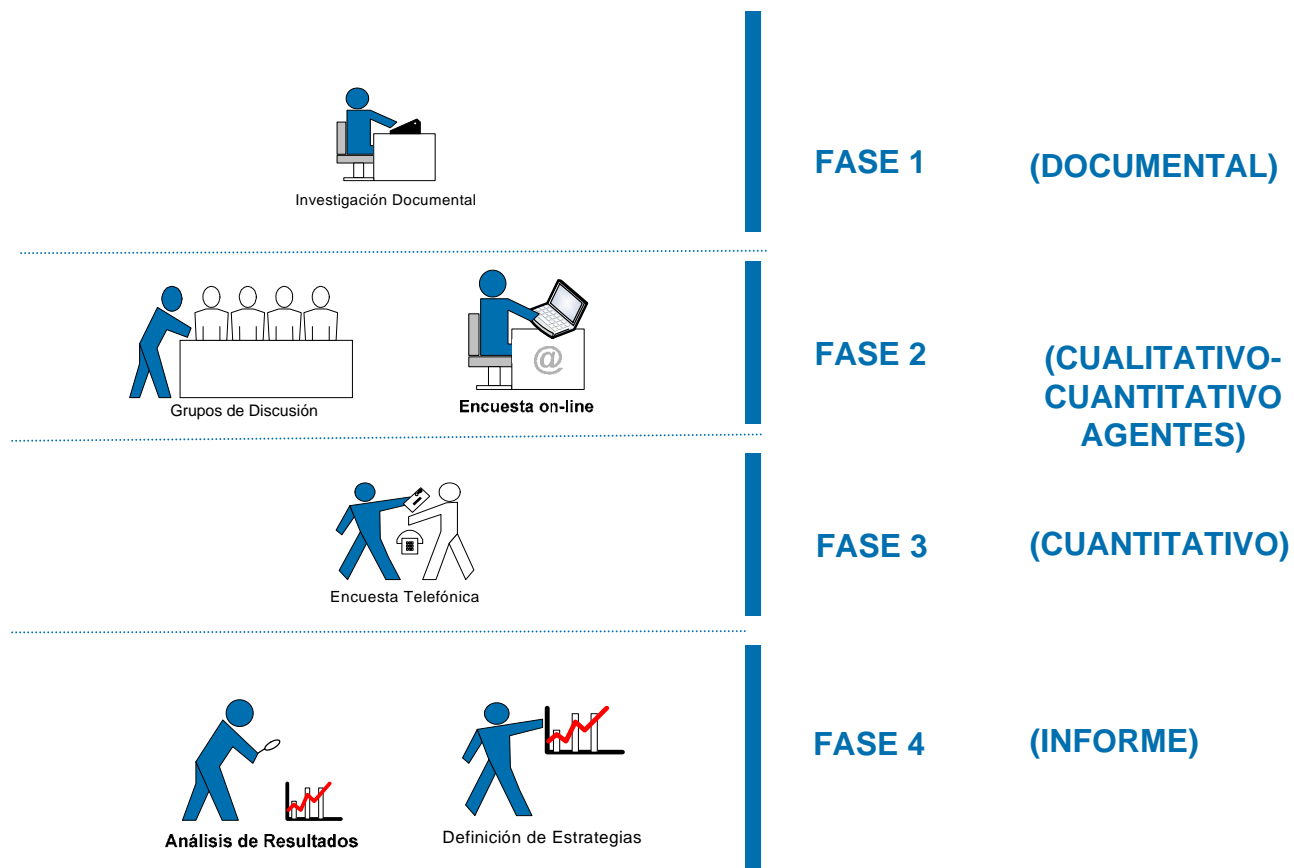 Investigación Documental
FASE 1
(DOCUMENTAL)
Grupos de Discusión
@
Encuesta on-line
FASE 2
(CUALITATIVO-
CUANTITATIVO
AGENTES)
Encuesta Telefónica
FASE 3
(CUANTITATIVO)
Análisis de Resultados
Definición de Estrategias
FASE 4
(INFORME)